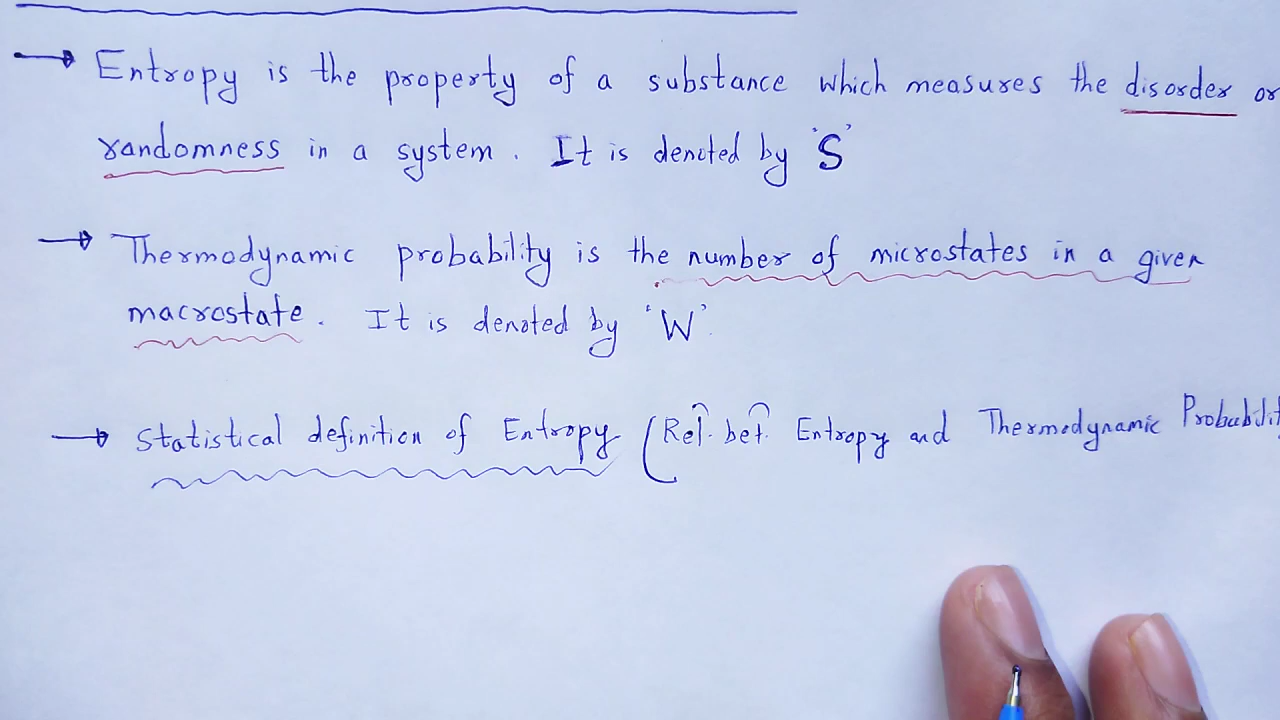 → Entropy is the property of a substance which measures the disorder or
randomness in a system. It is denoted by 'S'
→ Thermodynamic probability is the number of microstates in a given
macrostate. It is denoted by 'W'.
→ Statistical definition of Entropy (Rel. bet. Entropy and Thermodynamic Probabilit